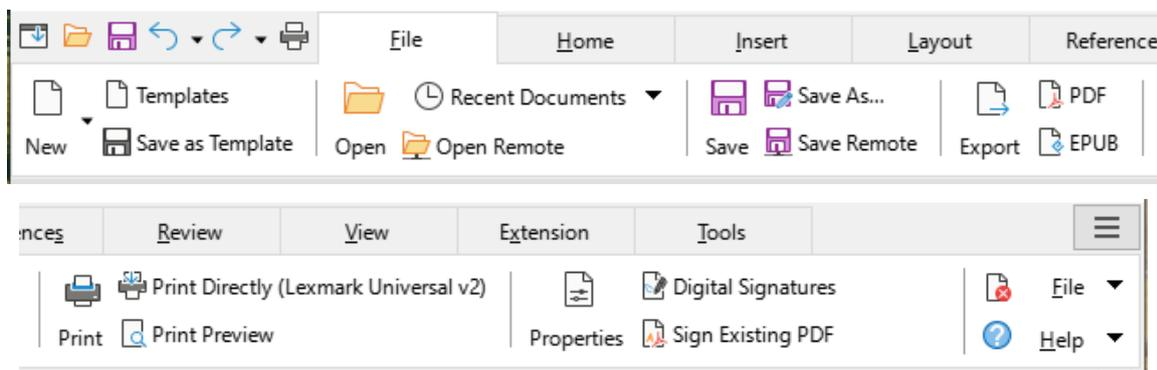 File Home Insert Layout Reference
Templates Recent Documents Save As... PDF
New Save as Template Open Open Remote Save Save Remote Export EPUB
ences Review View Extension Tools
Print Directly (Lexmark Universal v2) Digital Signatures File
Print Print Preview Properties Sign Existing PDF Help